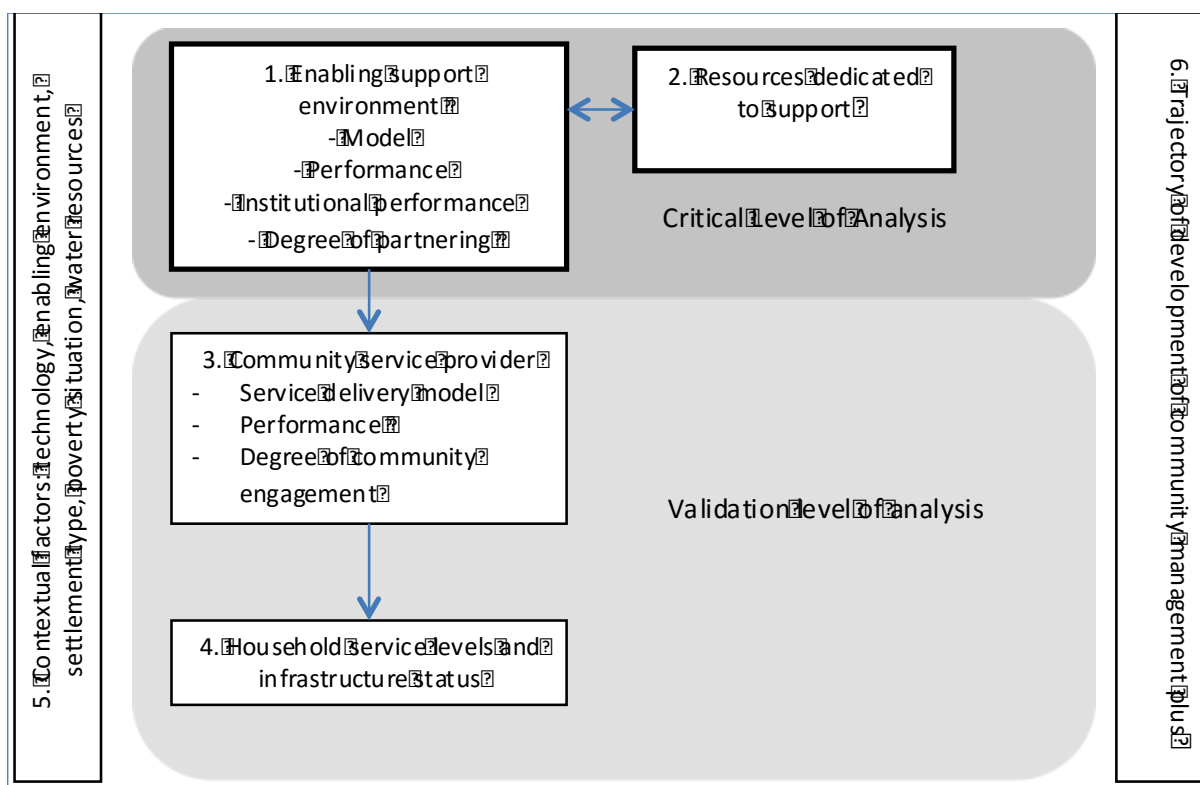 5. Contextual factors: technology, enabling environment,
settlement type, poverty situation, water resources
1. Enabling support
environment
- Model
- Performance
- Institutional performance
- Degree of partnering
2. Resources dedicated
to support
Critical Level of Analysis
3. Community service provider
- Service delivery model
- Performance
- Degree of community
engagement
Validation level of analysis
4. Household service levels and
infrastructure status
6. Trajectory of development of community management plus